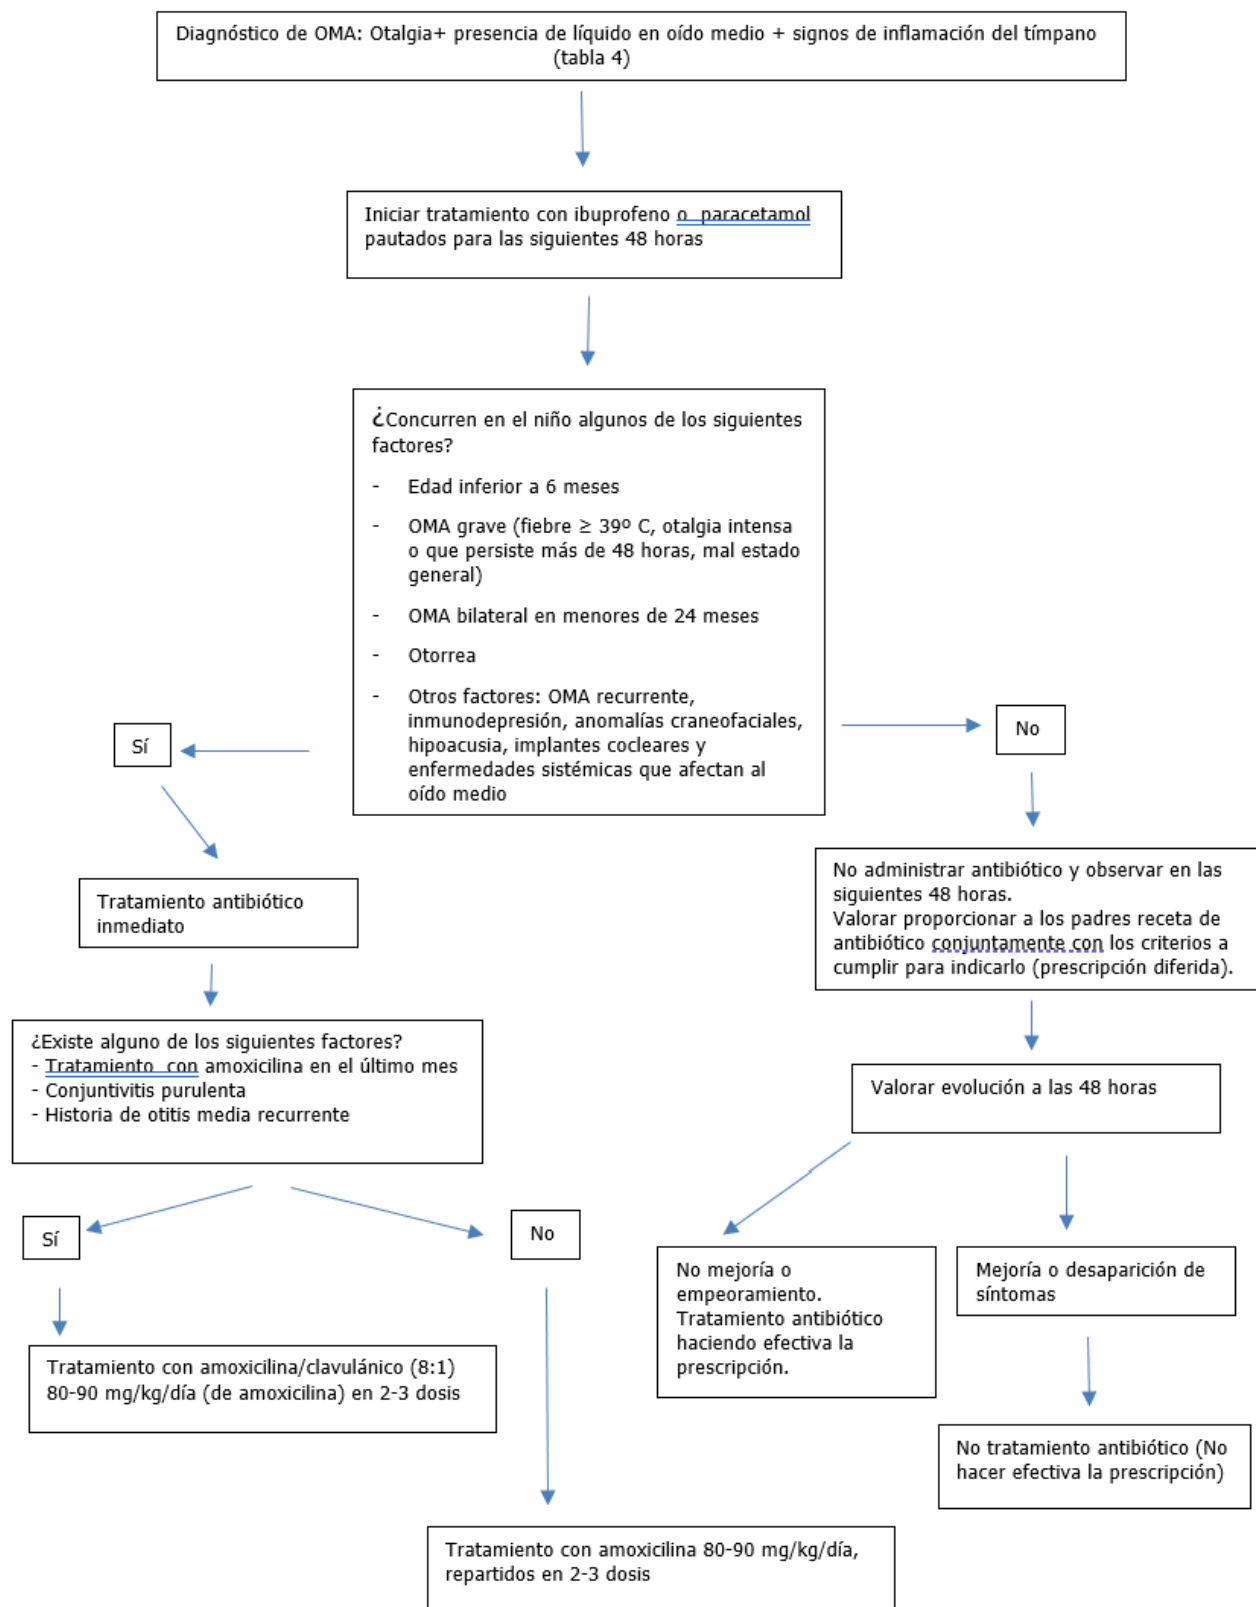 Diagnóstico de OMA: Otalgia+ presencia de líquido en oído medio + signos de inflamación del tímpano
(tabla 4)
Iniciar tratamiento con ibuprofeno o paracetamol
pautados para las siguientes 48 horas
¿Concurren en el niño algunos de los siguientes
factores?
- Edad inferior a 6 meses
- OMA grave (fiebre ≥ 39º C, otalgia intensa
o que persiste más de 48 horas, mal estado
general)
- OMA bilateral en menores de 24 meses
- Otorrea
- Otros factores: OMA recurrente,
inmunodepresión, anomalías craneofaciales,
hipoacusia, implantes cocleares y
enfermedades sistémicas que afectan al
oído medio
Sí
No
Tratamiento antibiótico
inmediato
No administrar antibiótico y observar en las
siguientes 48 horas.
Valorar proporcionar a los padres receta de
antibiótico conjuntamente con los criterios a
cumplir para indicarlo (prescripción diferida).
¿Existe alguno de los siguientes factores?
- Tratamiento con amoxicilina en el último mes
- Conjuntivitis purulenta
- Historia de otitis media recurrente
Valorar evolución a las 48 horas
Sí
No
No mejoría o
empeoramiento.
Tratamiento antibiótico
haciendo efectiva la
prescripción.
Mejoría o desaparición de
síntomas
Tratamiento con amoxicilina/clavulánico (8:1)
80-90 mg/kg/día (de amoxicilina) en 2-3 dosis
No tratamiento antibiótico (No
hacer efectiva la prescripción)
Tratamiento con amoxicilina 80-90 mg/kg/día,
repartidos en 2-3 dosis